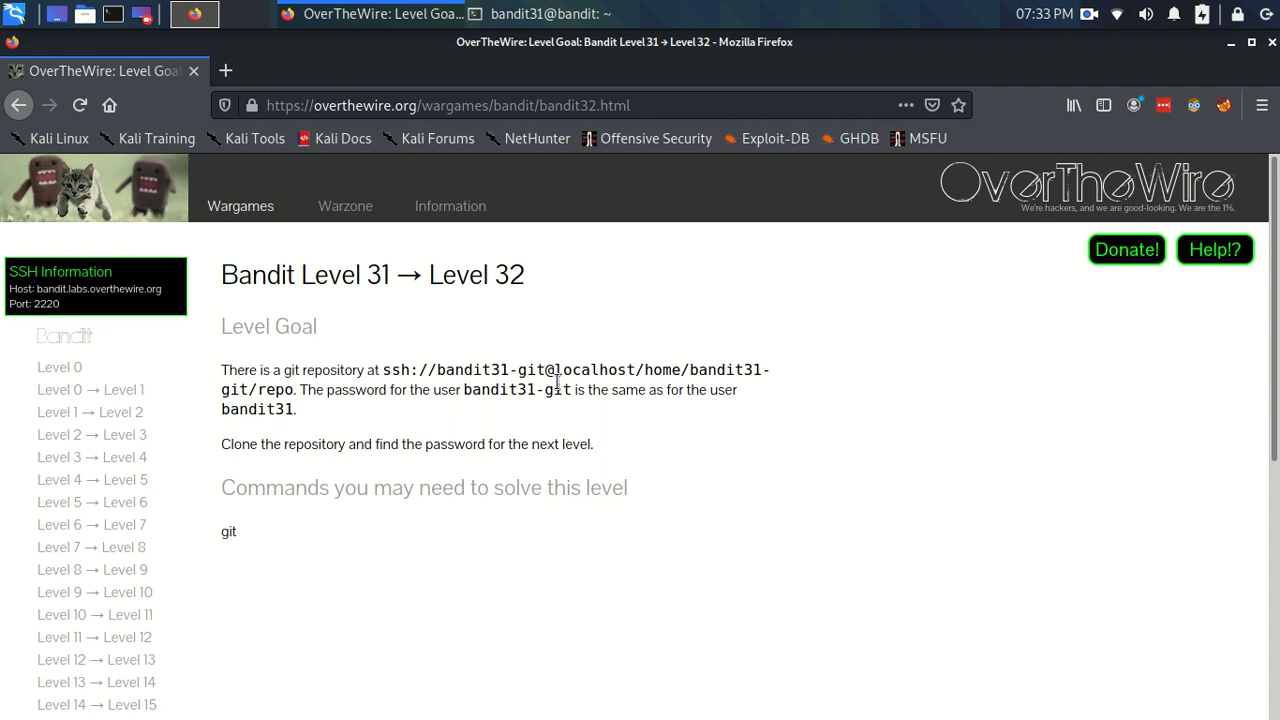 OverTheWire: Level Goa...
bandit31@bandit: ~
07:33 PM
OverTheWire: Level Goal: Bandit Level 31 → Level 32 - Mozilla Firefox
OverTheWire: Level Goal
https://overthewire.org/wargames/bandit/bandit32.html
Kali Linux Kali Training Kali Tools Kali Docs Kali Forums NetHunter Offensive Security Exploit-DB GHDB MSFU
OverTheWire
We're hackers, and we are good-looking. We are the 1%.
Wargames Warzone Information
Donate! Help!?
SSH Information
Host: bandit.labs.overthewire.org
Port: 2220
Bandit
Level 0
Level 0 → Level 1
Level 1 → Level 2
Level 2 → Level 3
Level 3 → Level 4
Level 4 → Level 5
Level 5 → Level 6
Level 6 → Level 7
Level 7 → Level 8
Level 8 → Level 9
Level 9 → Level 10
Level 10 → Level 11
Level 11 → Level 12
Level 12 → Level 13
Level 13 → Level 14
Level 14 → Level 15
Bandit Level 31 → Level 32
Level Goal
There is a git repository at ssh://bandit31-git@localhost/home/bandit31-
git/repo. The password for the user bandit31-git is the same as for the user
bandit31.
Clone the repository and find the password for the next level.
Commands you may need to solve this level
git